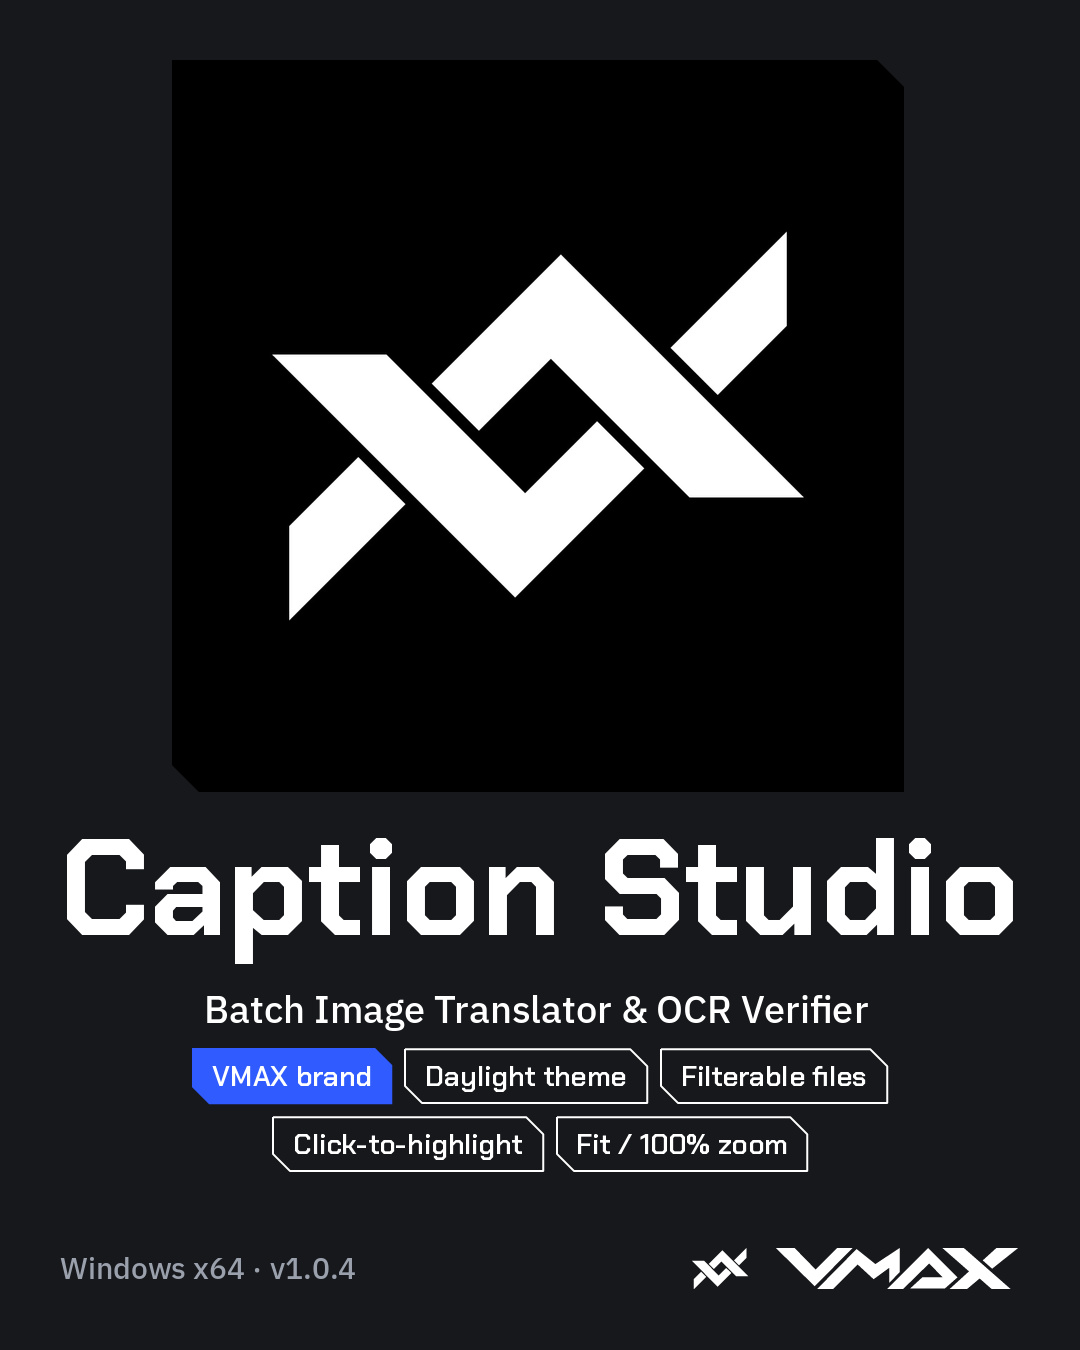 Caption Studio
Batch Image Translator & OCR Verifier
VMAX brand
Daylight theme
Filterable files
Click-to-highlight
Fit / 100% zoom
Windows x64 · v1.0.4
VMAX